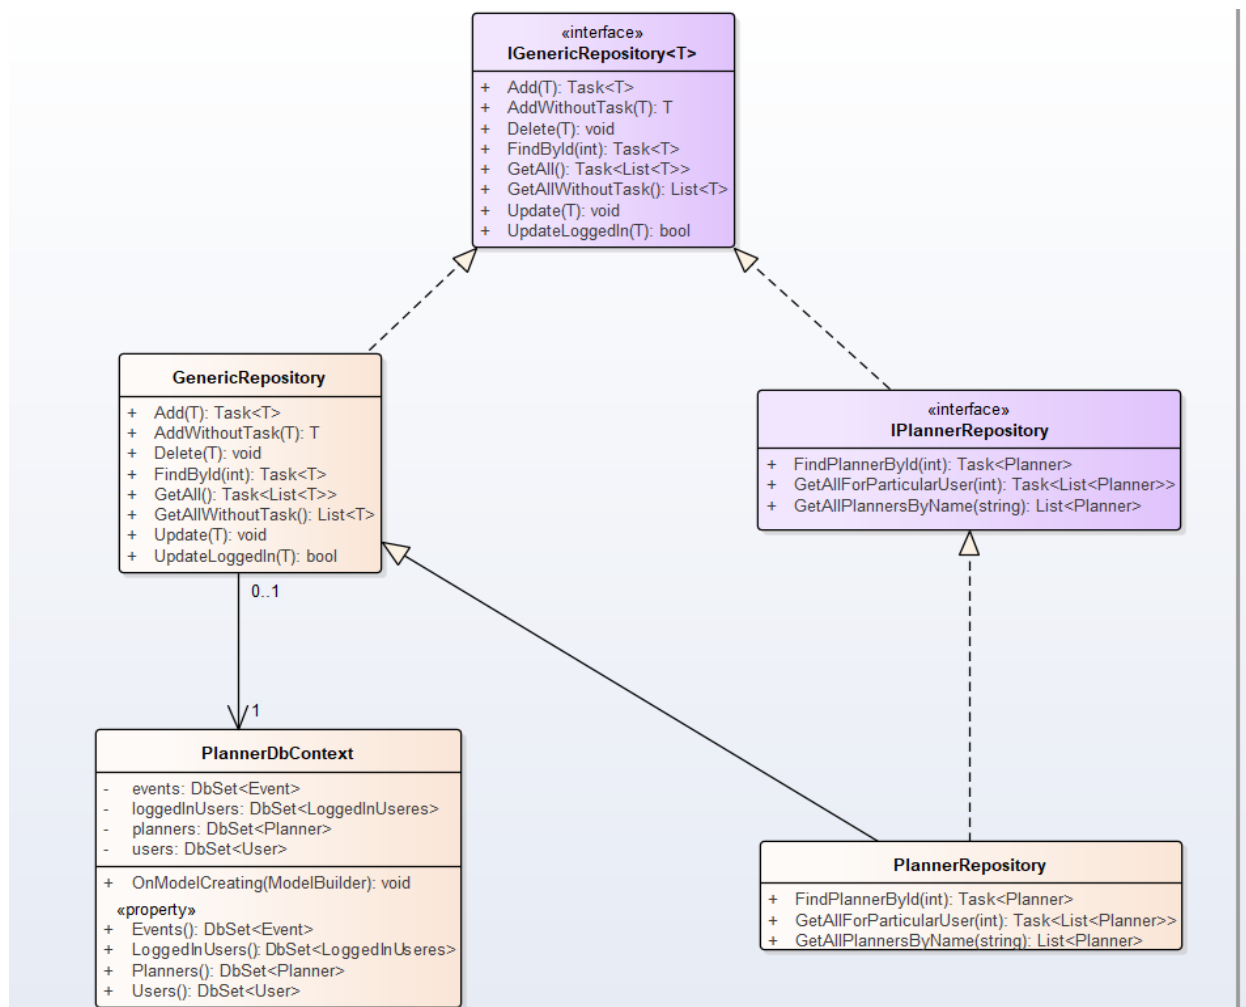 «interface»
IGenericRepository<T>
+ Add(T): Task<T>
+ AddWithoutTask(T): T
+ Delete(T): void
+ FindById(int): Task<T>
+ GetAll(): Task<List<T>>
+ GetAllWithoutTask(): List<T>
+ Update(T): void
+ UpdateLoggedIn(T): bool
GenericRepository
+ Add(T): Task<T>
+ AddWithoutTask(T): T
+ Delete(T): void
+ FindById(int): Task<T>
+ GetAll(): Task<List<T>>
+ GetAllWithoutTask(): List<T>
+ Update(T): void
+ UpdateLoggedIn(T): bool
«interface»
IPlannerRepository
+ FindPlannerById(int): Task<Planner>
+ GetAllForParticularUser(int): Task<List<Planner>>
+ GetAllPlannersByName(string): List<Planner>
0..1
1
PlannerDbContext
- events: DbSet<Event>
- loggedInUsers: DbSet<LoggedInUseres>
- planners: DbSet<Planner>
- users: DbSet<User>
+ OnModelCreating(ModelBuilder): void
«property»
+ Events(): DbSet<Event>
+ LoggedInUsers(): DbSet<LoggedInUseres>
+ Planners(): DbSet<Planner>
+ Users(): DbSet<User>
PlannerRepository
+ FindPlannerById(int): Task<Planner>
+ GetAllForParticularUser(int): Task<List<Planner>>
+ GetAllPlannersByName(string): List<Planner>